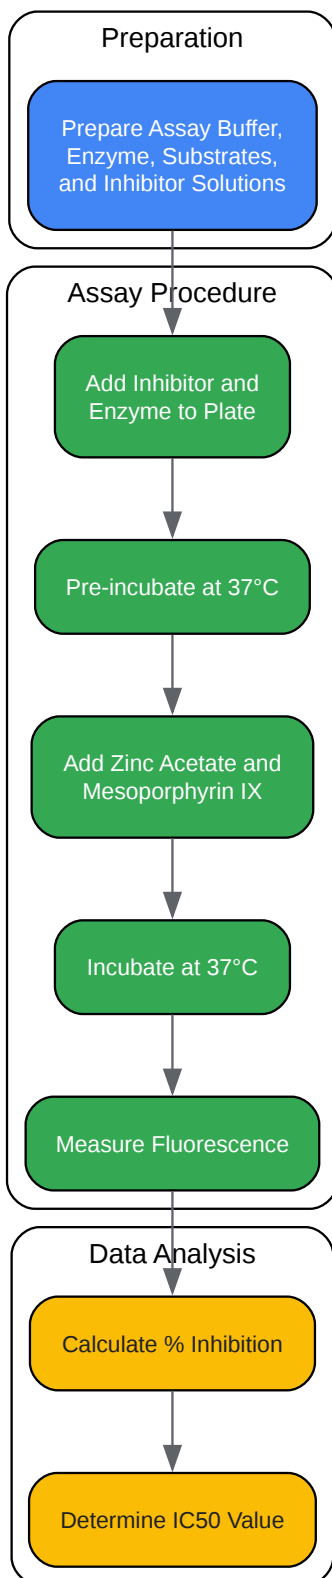 Preparation
Prepare Assay Buffer,
Enzyme, Substrates,
and Inhibitor Solutions
Assay Procedure
Add Inhibitor and
Enzyme to Plate
Pre-incubate at 37°C
Add Zinc Acetate and
Mesoporphyrin IX
Incubate at 37°C
Measure Fluorescence
Data Analysis
Calculate % Inhibition
Determine IC50 Value